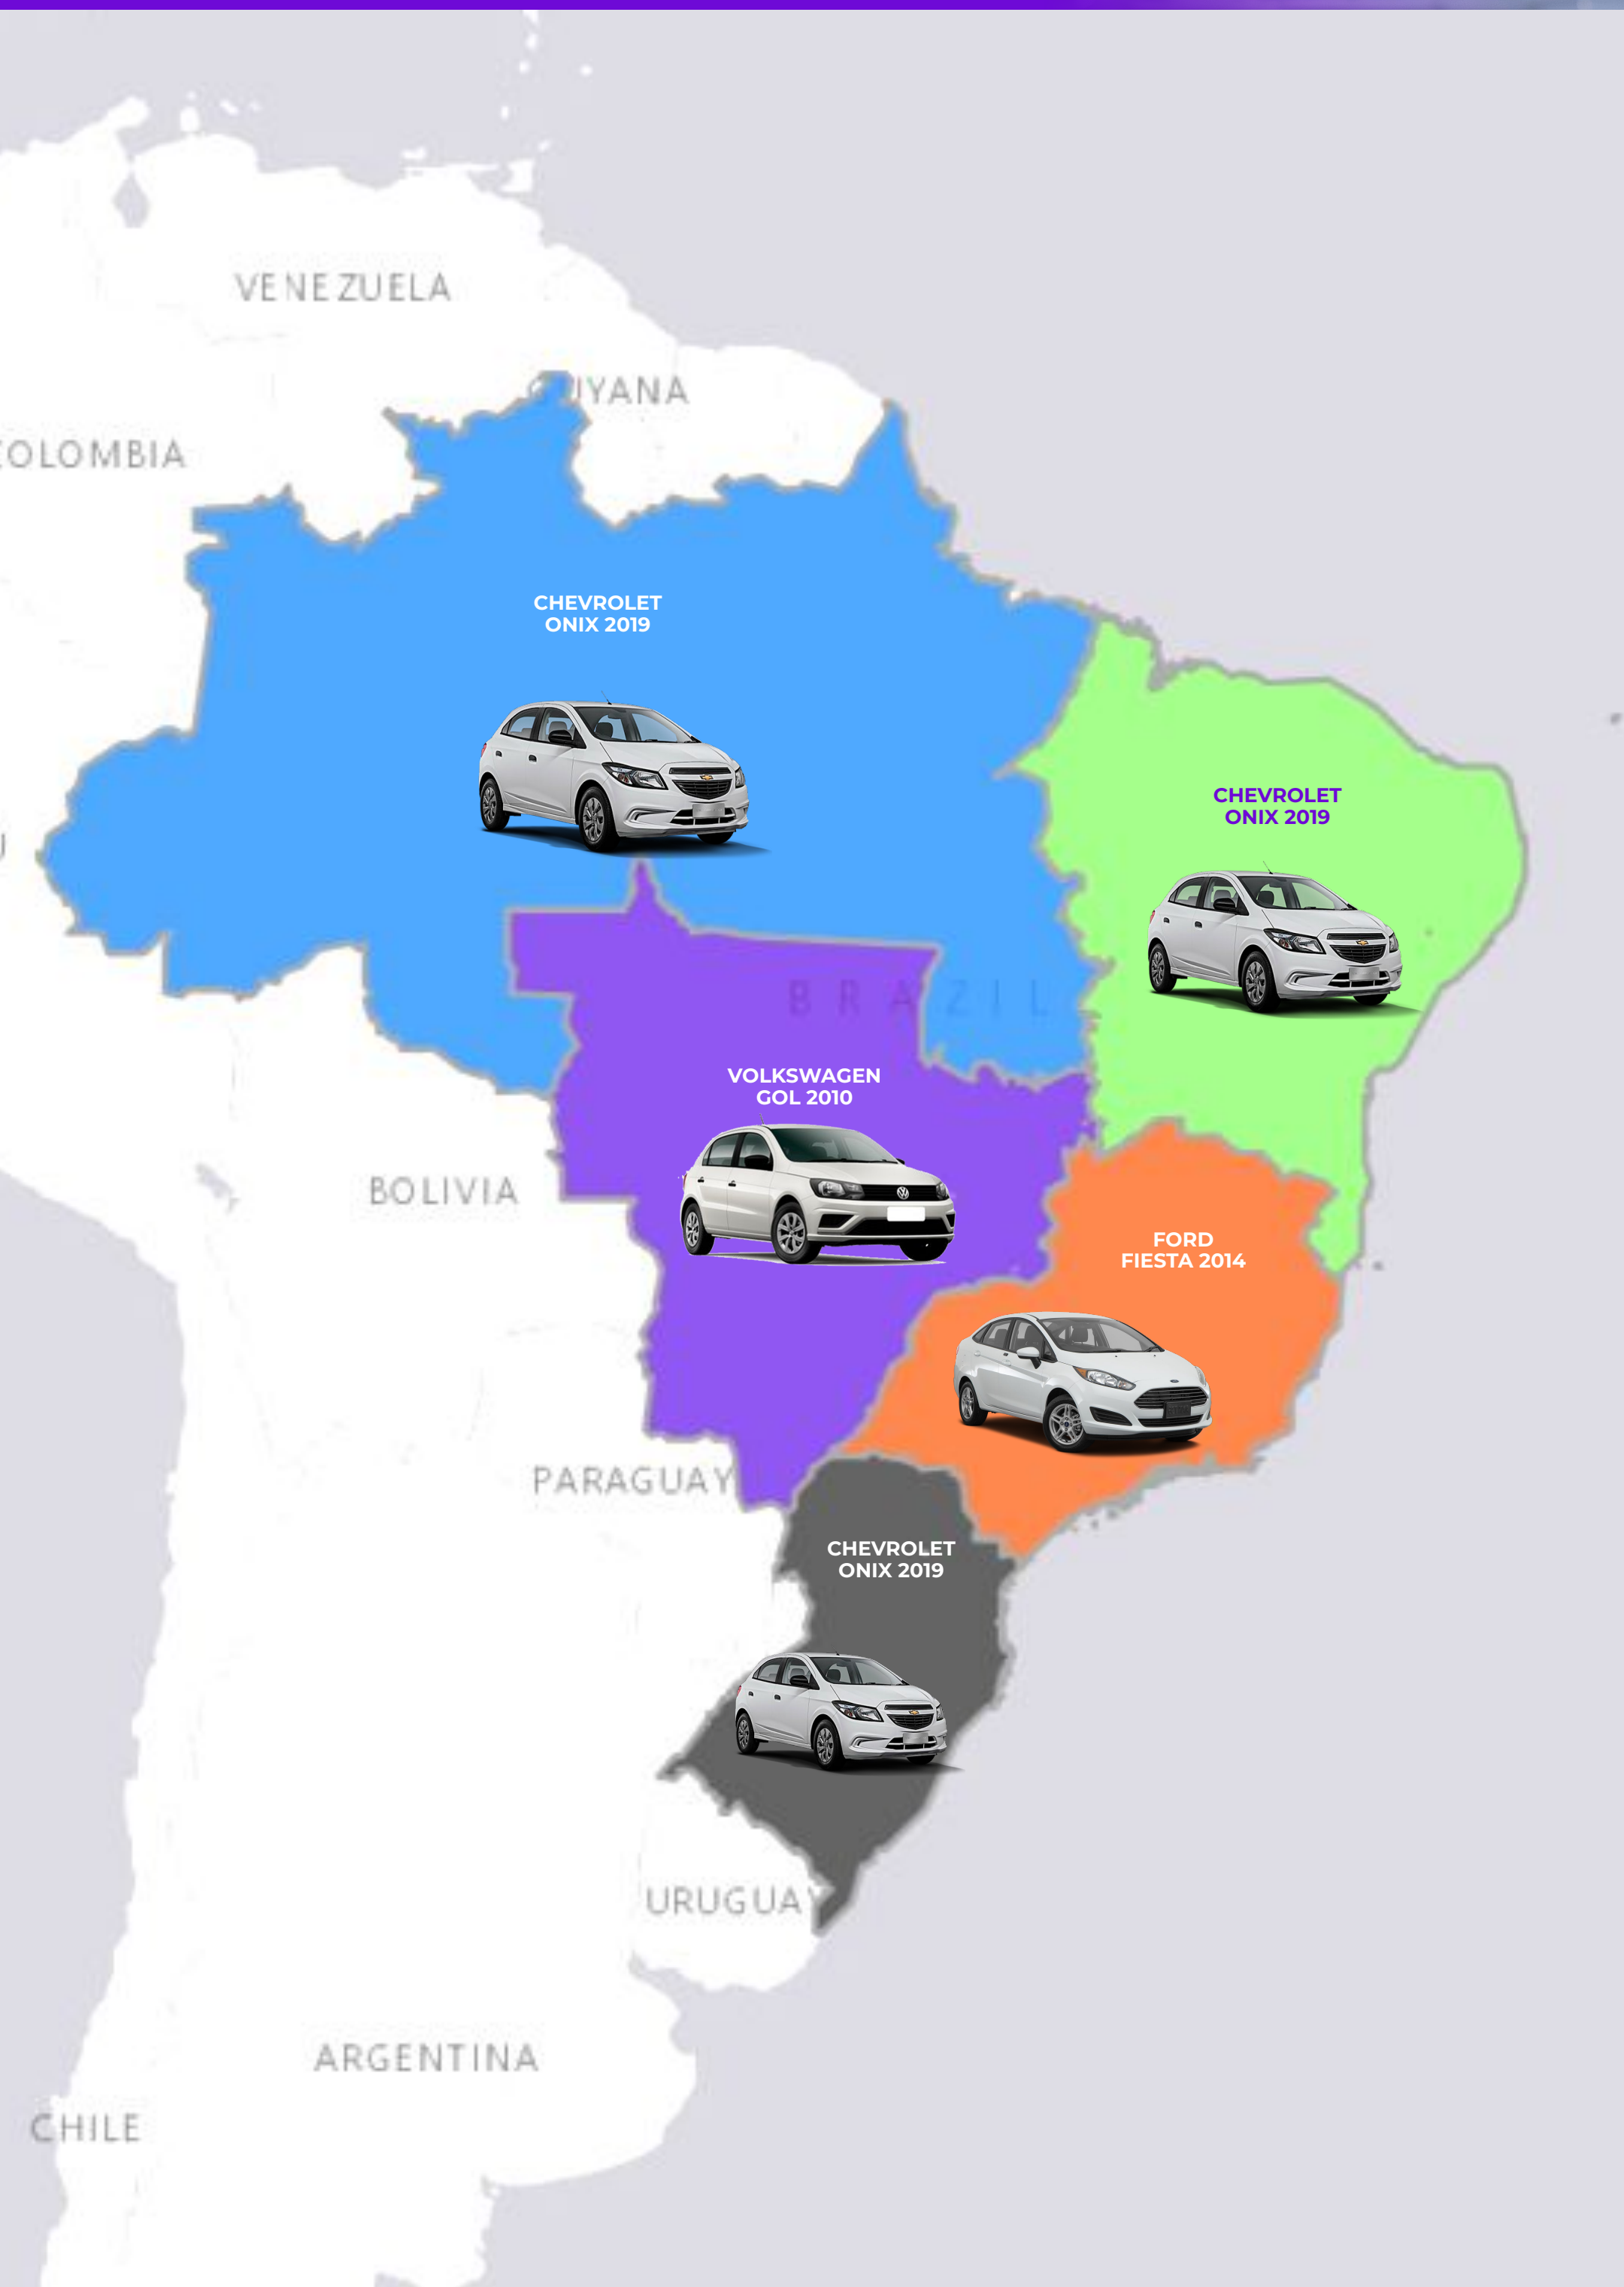 VENEZUELA
UYANA
COLOMBIA
CHEVROLET
ONIX 2019
CHEVROLET
ONIX 2019
BRAZIL
VOLKSWAGEN
GOL 2010
BOLIVIA
FORD
FIESTA 2014
PARAGUAY
CHEVROLET
ONIX 2019
URUGUAY
ARGENTINA
CHILE